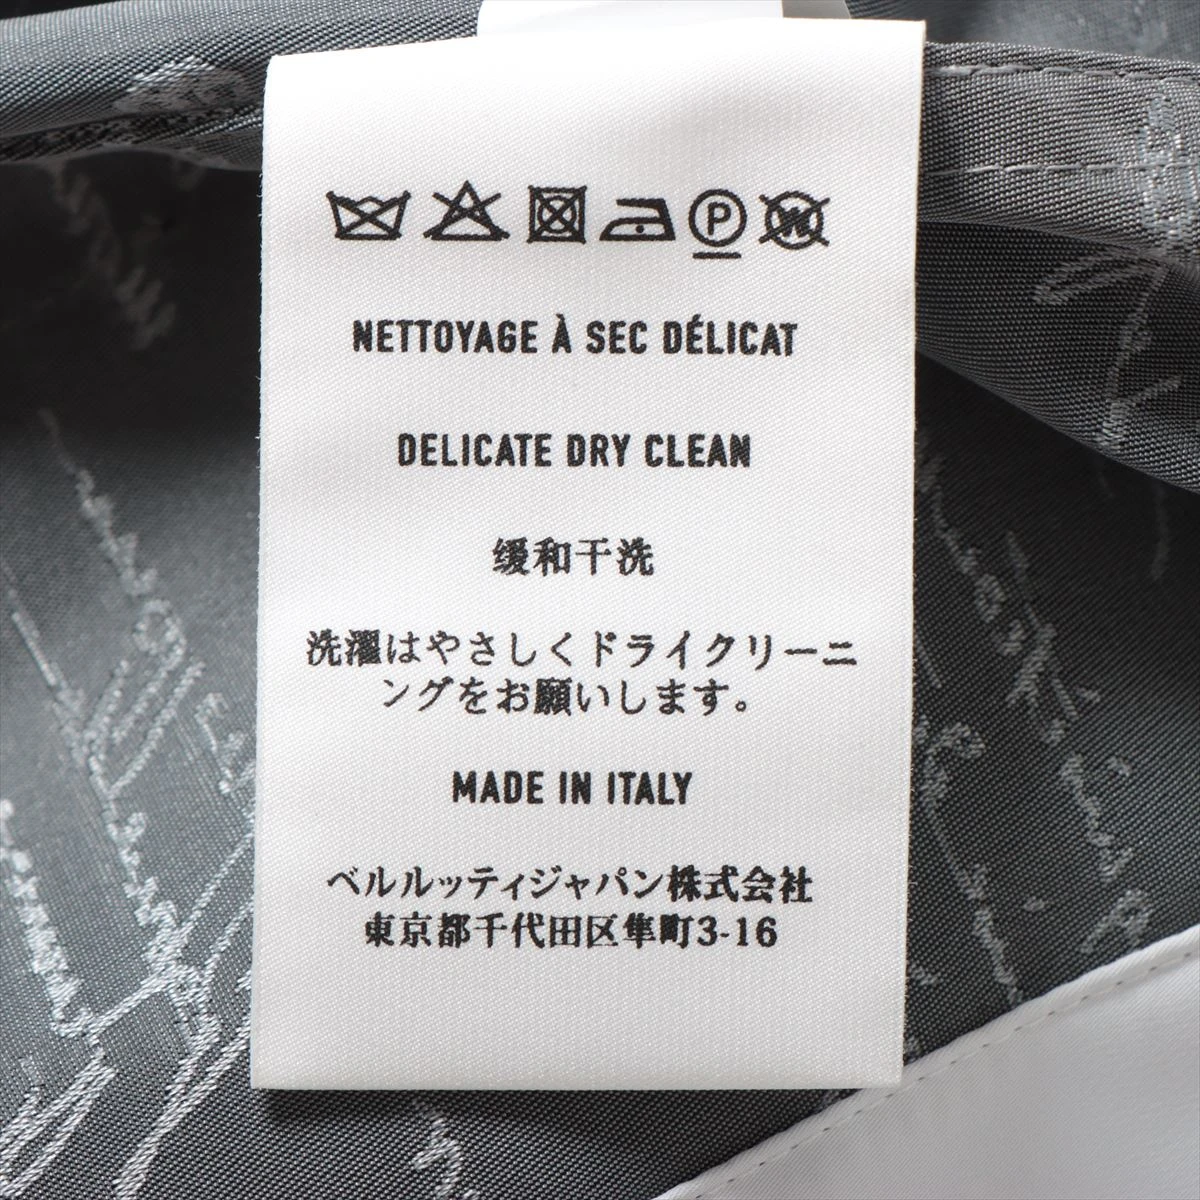 P W
NETTOYAGE À SEC DÉLICAT
DELICATE DRY CLEAN
缓和干洗
洗濯はやさしくドライクリーニ
ングをお願いします。
MADE IN ITALY
ベルルッティジャパン株式会社
東京都千代田区隼町3-16